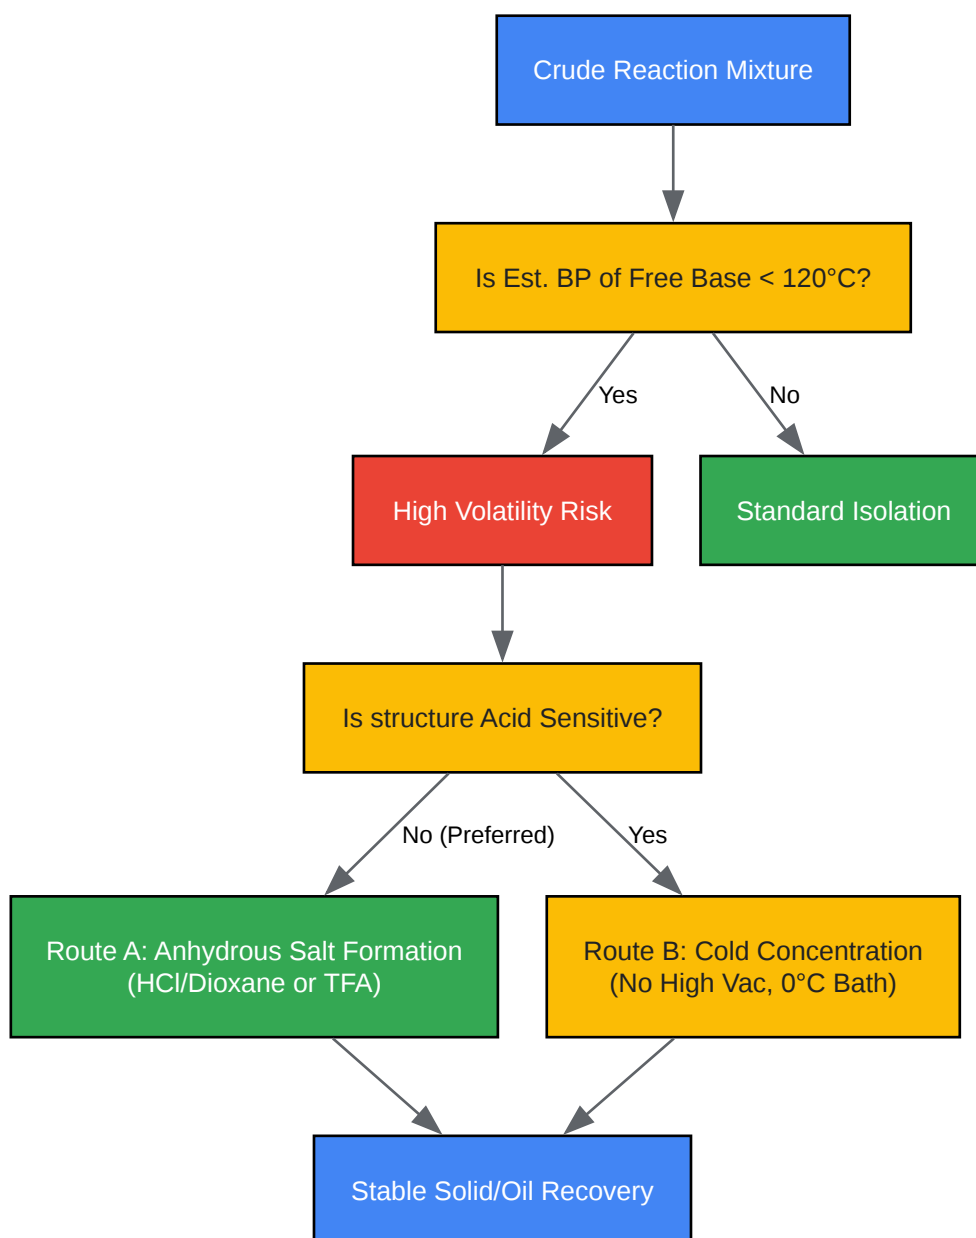 Crude Reaction Mixture
Is Est. BP of Free Base < 120°C?
Yes
No
High Volatility Risk
Standard Isolation
Is structure Acid Sensitive?
No (Preferred)
Yes
Route A: Anhydrous Salt Formation
(HCl/Dioxane or TFA)
Route B: Cold Concentration
(No High Vac, 0°C Bath)
Stable Solid/Oil Recovery